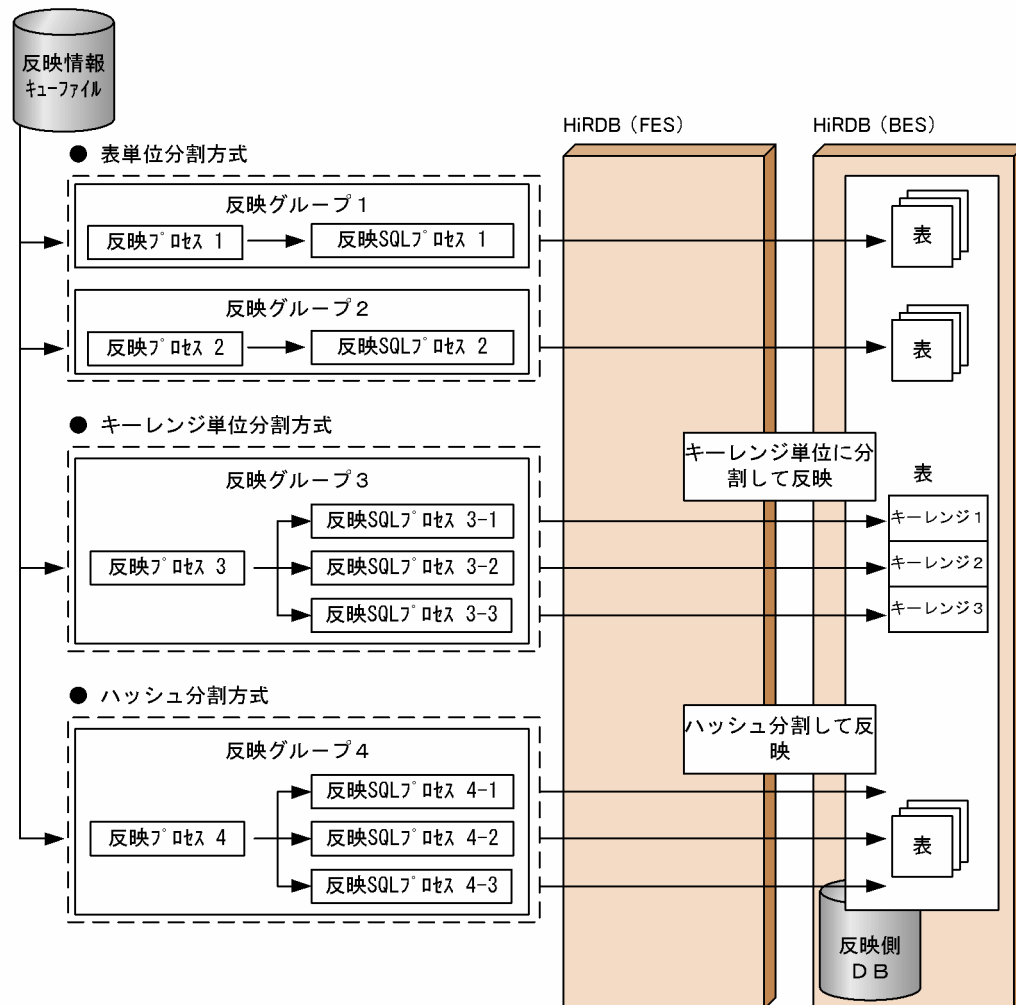 反映情報
ｷｭｰﾌｧｲﾙ
HiRDB（FES）
HiRDB（BES）
● 表単位分割方式
反映グループ１
反映ﾌﾟﾛｾｽ 1
反映SQLﾌﾟﾛｾｽ 1
表
反映グループ２
反映ﾌﾟﾛｾｽ 2
反映SQLﾌﾟﾛｾｽ 2
表
● キーレンジ単位分割方式
キーレンジ単位に分
割して反映
反映グループ３
表
反映ﾌﾟﾛｾｽ 3
反映SQLﾌﾟﾛｾｽ 3-1
反映SQLﾌﾟﾛｾｽ 3-2
反映SQLﾌﾟﾛｾｽ 3-3
キーレンジ１
キーレンジ２
キーレンジ３
● ハッシュ分割方式
ハッシュ分割して反
映
反映グループ４
反映ﾌﾟﾛｾｽ 4
反映SQLﾌﾟﾛｾｽ 4-1
反映SQLﾌﾟﾛｾｽ 4-2
反映SQLﾌﾟﾛｾｽ 4-3
表
反映側
ＤＢ